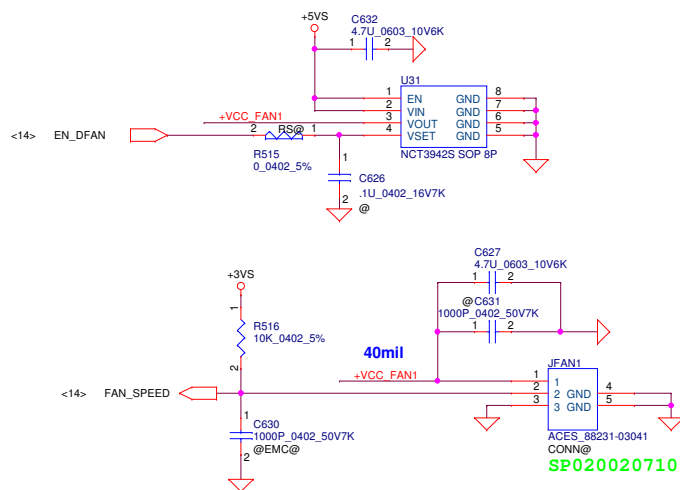 +5VS
C632
4.7U_0603_10V6K
1 2
U31
1 EN GND 8
2 VIN GND 7
+VCC_FAN1 3 VOUT GND 6
<14> EN_DFAN 2 RS@ 1 4 VSET GND 5
R515
0_0402_5%
NCT3942S SOP 8P
1
C626
.1U_0402_16V7K
2
@
C627
4.7U_0603_10V6K
1 2
+3VS
@C631
1000P_0402_50V7K
1 2
1
R516
10K_0402_5%
2
40mil
JFAN1
+VCC_FAN1 1 1
<14> FAN_SPEED 2 2 GND 4
3 3 GND 5
1
C630
1000P_0402_50V7K
@EMC@
2
ACES_88231-03041
CONN@
SP020020710